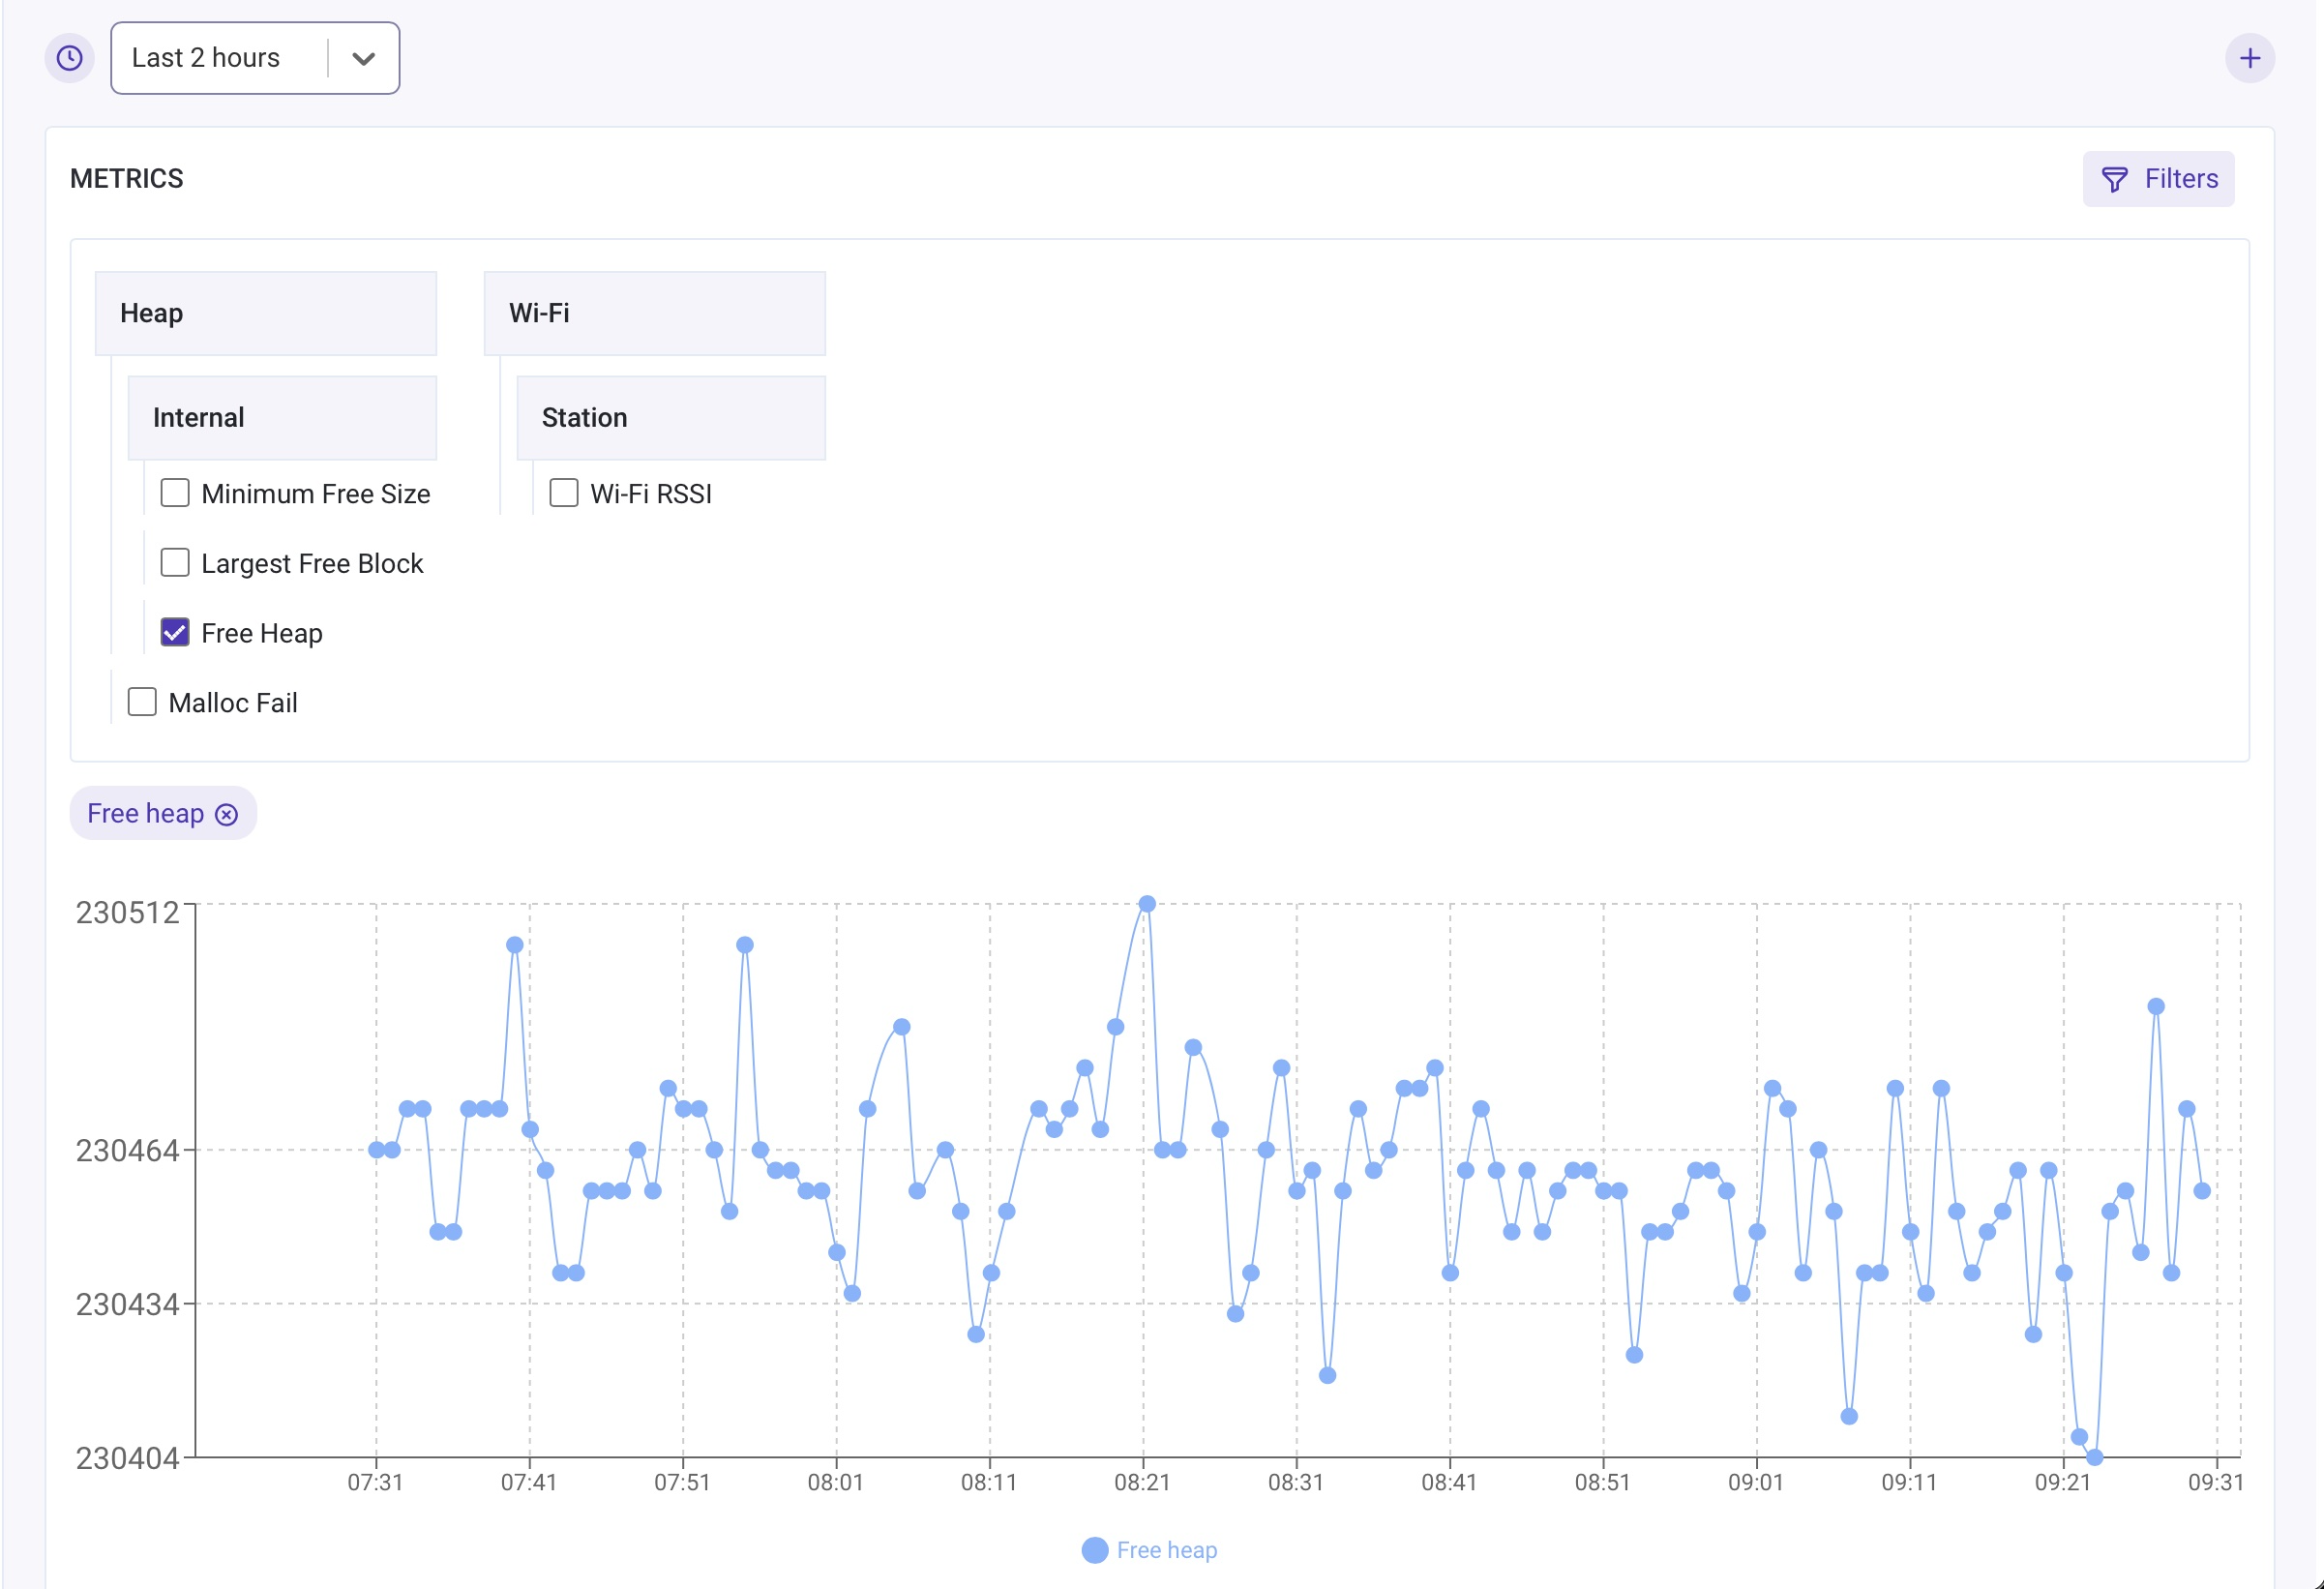 Last 2 hours
METRICS
Filters
Heap
Wi-Fi
Internal
Station
Minimum Free Size
Wi-Fi RSSI
Largest Free Block
Free Heap
Malloc Fail
Free heap
230512
230464
230434
230404
07:31 07:41 07:51 08:01 08:11 08:21 08:31 08:41 08:51 09:01 09:11 09:21 09:31
Free heap